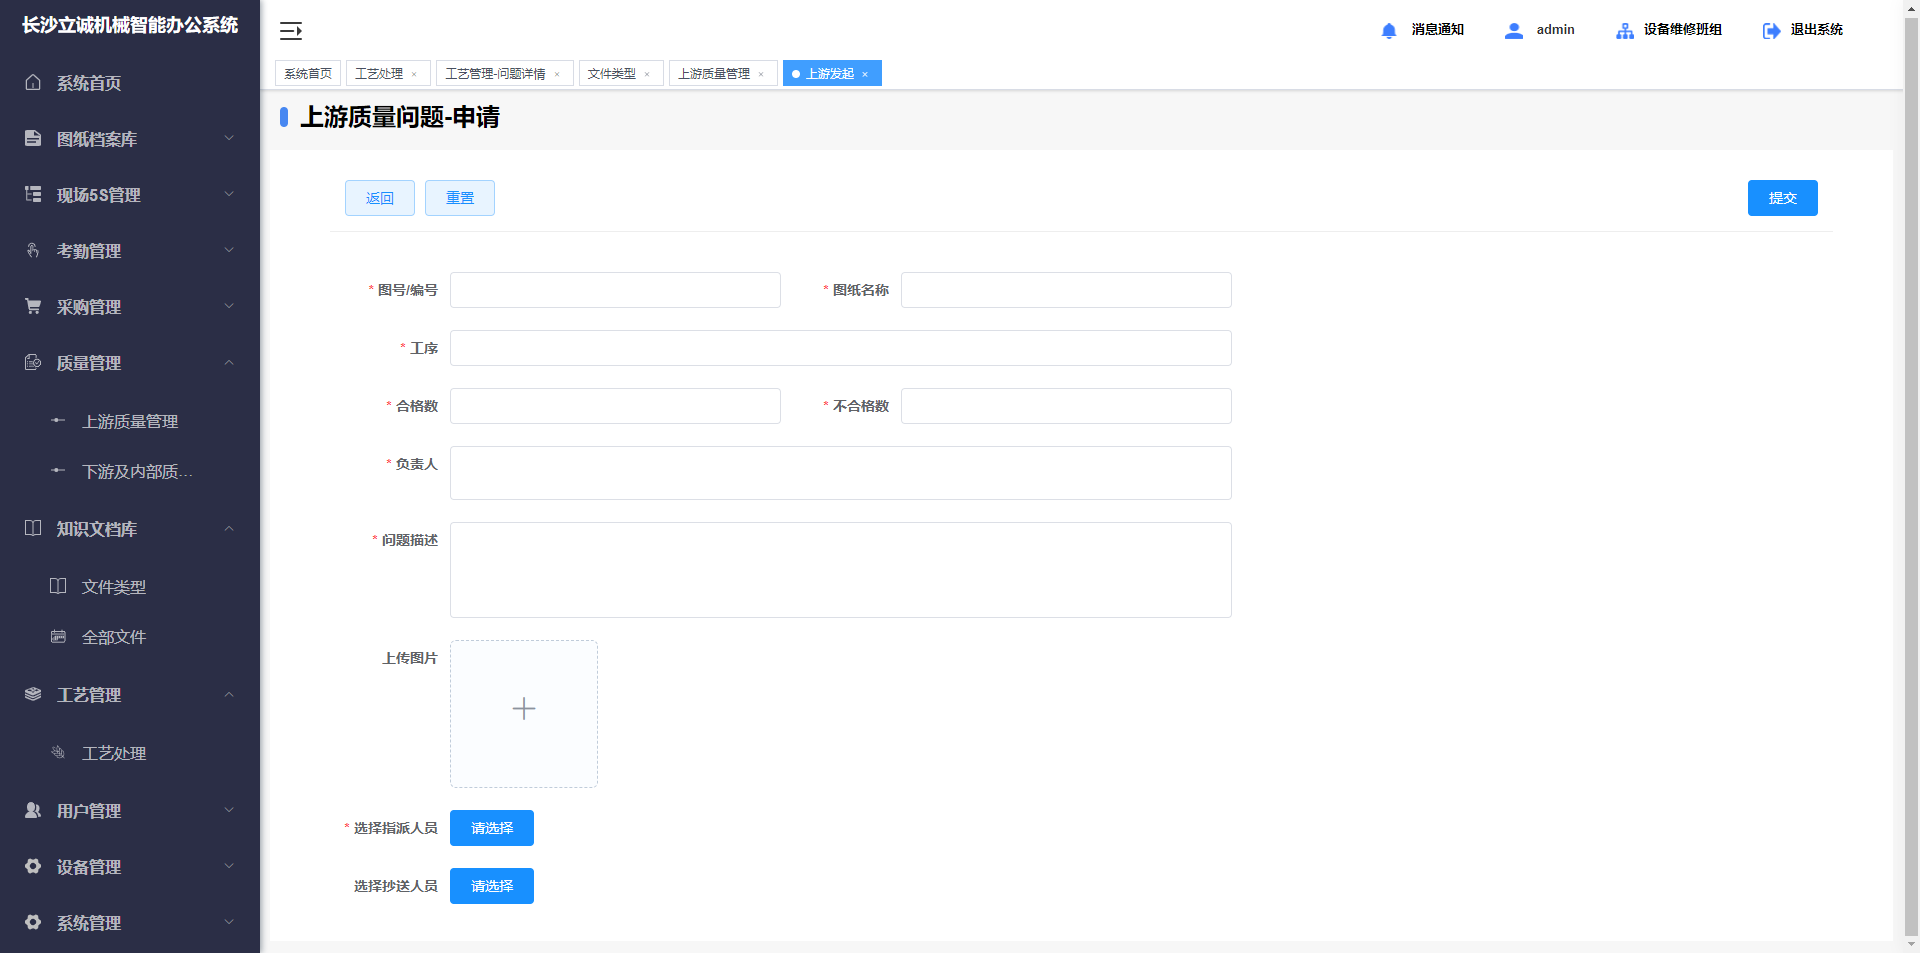 长沙立诚机械智能办公系统
系统首页
图纸档案库
现场5S管理
考勤管理
采购管理
质量管理
上游质量管理
下游及内部质...
知识文档库
文件类型
全部文件
工艺管理
工艺处理
用户管理
设备管理
系统管理
消息通知 admin 设备维修班组 退出系统
系统首页 工艺处理 × 工艺管理-问题详情 × 文件类型 × 上游质量管理 × 上游发起 ×
上游质量问题-申请
返回 重置 提交
* 图号/编号 * 图纸名称
* 工序
* 合格数 * 不合格数
* 负责人
* 问题描述
上传图片
* 选择指派人员 请选择
选择抄送人员 请选择